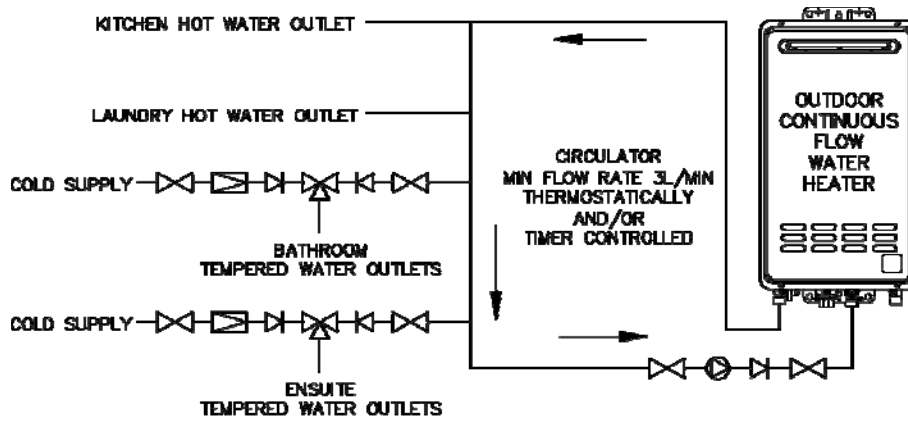 KITCHEN HOT WATER OUTLET
LAUNDRY HOT WATER OUTLET
COLD SUPPLY
BATHROOM
TEMPERED WATER OUTLETS
COLD SUPPLY
ENSUITE
TEMPERED WATER OUTLETS
CIRCULATOR
MIN FLOW RATE 3L/MIN
THERMOSTATICALLY
AND/OR
TIMER CONTROLLED
OUTDOOR
CONTINUOUS
FLOW
WATER
HEATER